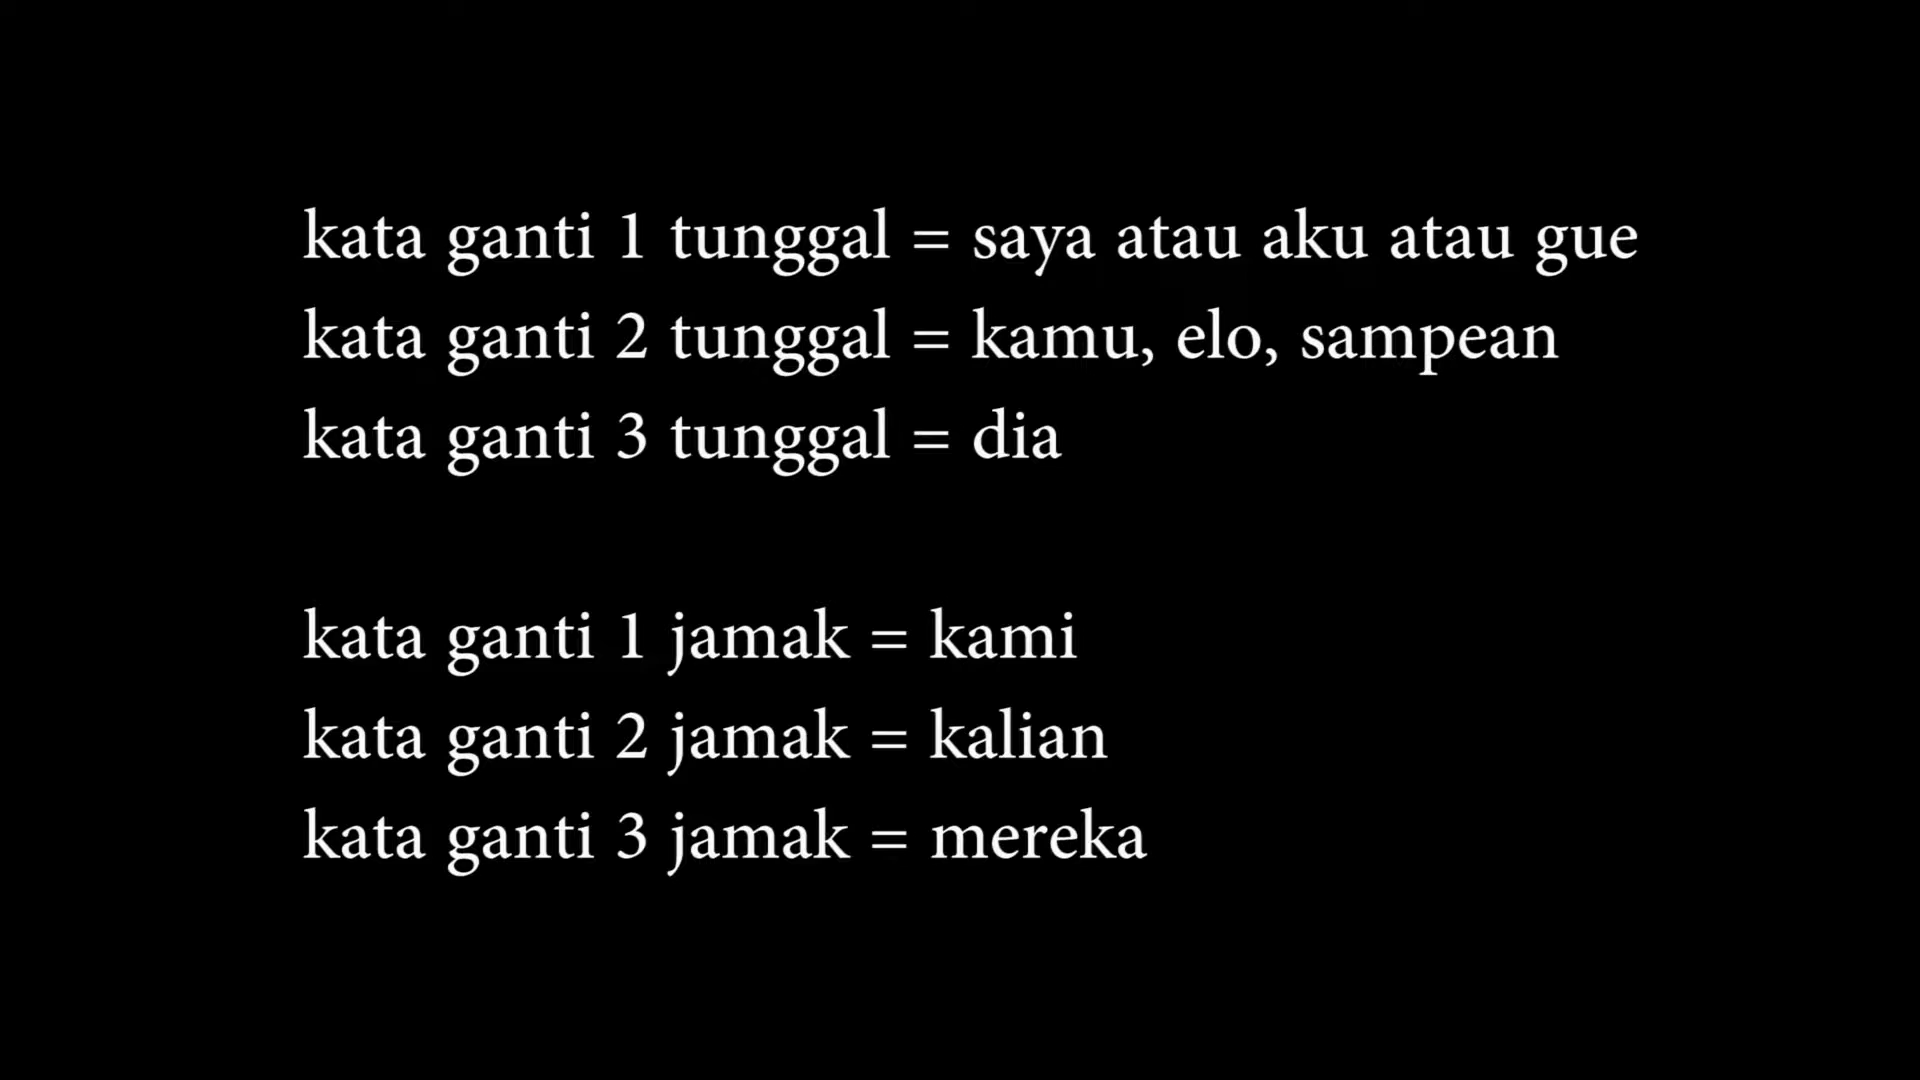 kata ganti 1 tunggal = saya atau aku atau gue
kata ganti 2 tunggal = kamu, elo, sampean
kata ganti 3 tunggal = dia
kata ganti 1 jamak = kami
kata ganti 2 jamak = kalian
kata ganti 3 jamak = mereka